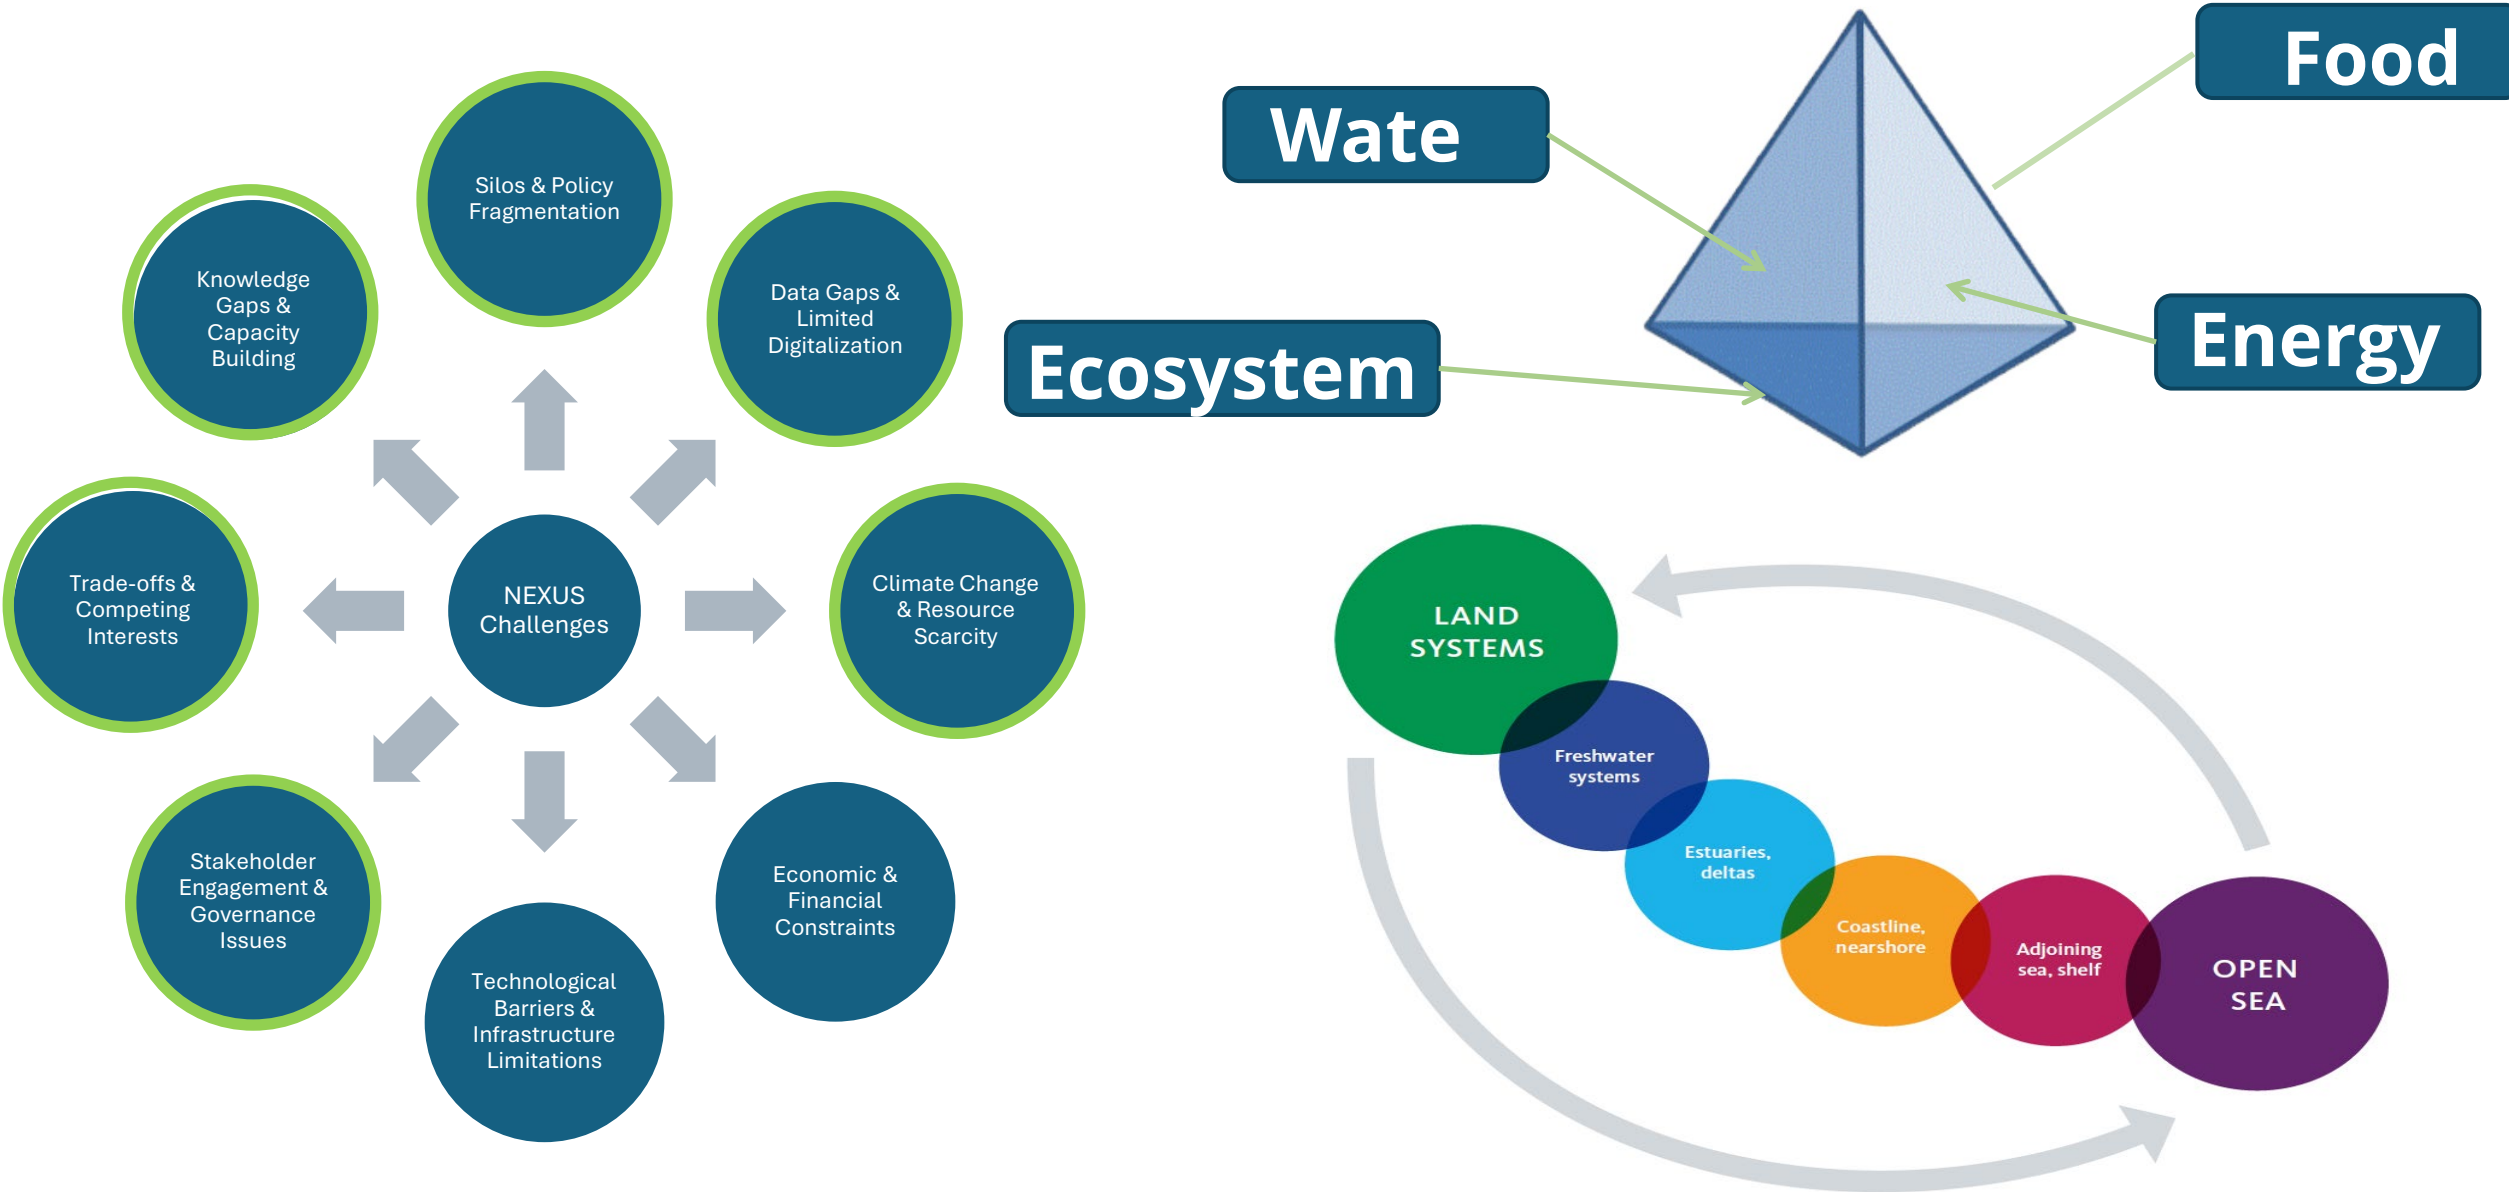 Silos & Policy
Fragmentation
Data Gaps &
Limited
Digitalization
Climate Change
& Resource
Scarcity
Economic &
Financial
Constraints
Technological
Barriers &
Infrastructure
Limitations
Stakeholder
Engagement &
Governance
Issues
Trade-offs &
Competing
Interests
Knowledge
Gaps &
Capacity
Building
NEXUS
Challenges
Food
Wate
Energy
Ecosystem
LAND
SYSTEMS
Freshwater
systems
Estuaries,
deltas
Coastline,
nearshore
Adjoining
sea, shelf
OPEN
SEA